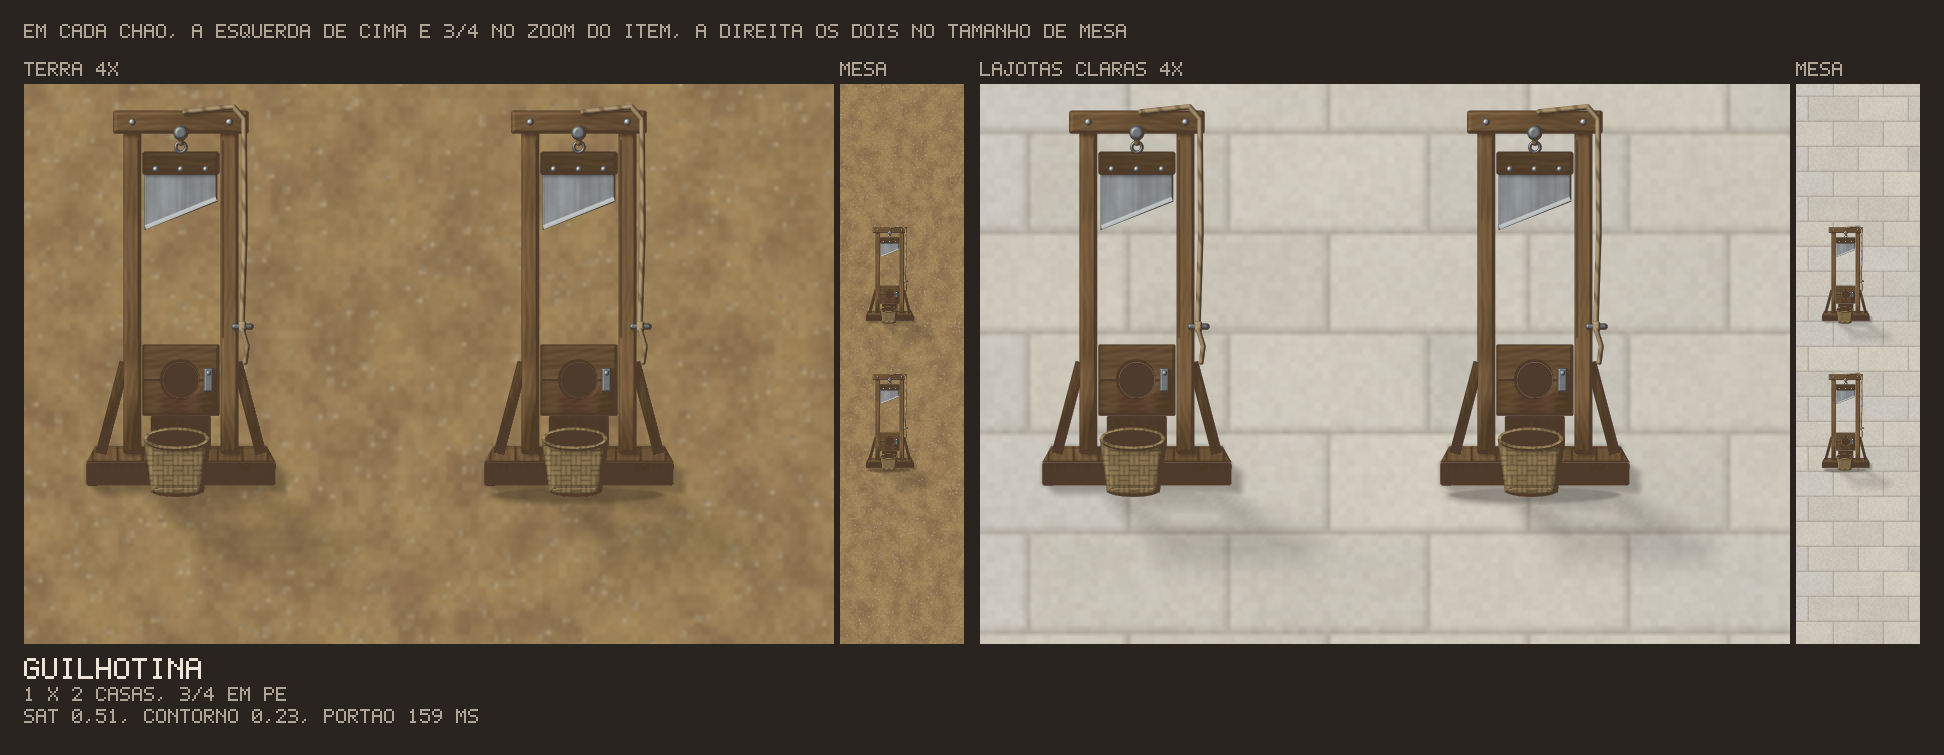 EM CADA CHAO, A ESQUERDA DE CIMA E 3/4 NO ZOOM DO ITEM, A DIREITA OS DOIS NO TAMANHO DE MESA
TERRA 4X
MESA
LAJOTAS CLARAS 4X
MESA
GUILHOTINA
1 X 2 CASAS, 3/4 EM PE
SAT 0,51, CONTORNO 0,23, PORTAO 159 MS